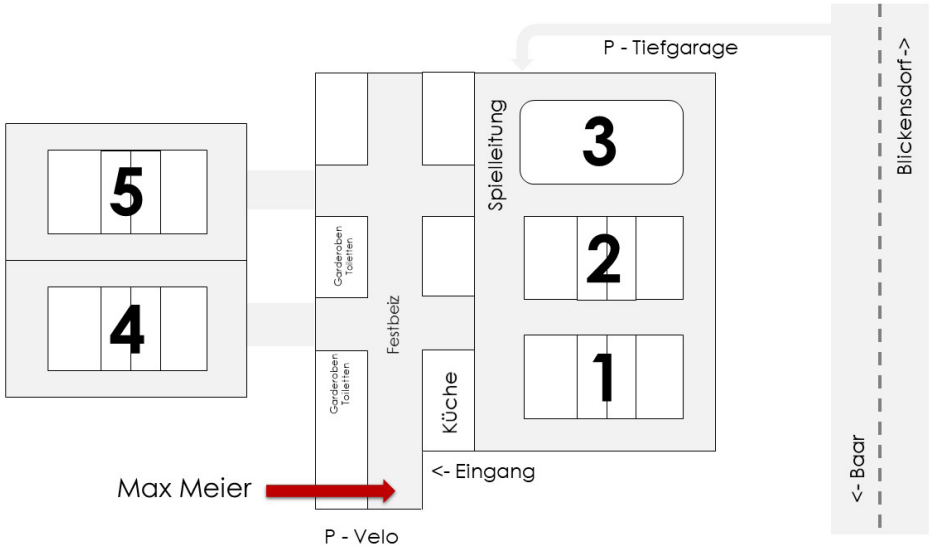 P - Tiefgarage
Blickensdorf->
Spielleitung
3
5
Garderoben
Toiletten
2
4
Festbeiz
Garderoben
Toiletten
Küche
1
<- Baar
<- Eingang
Max Meier
P - Velo